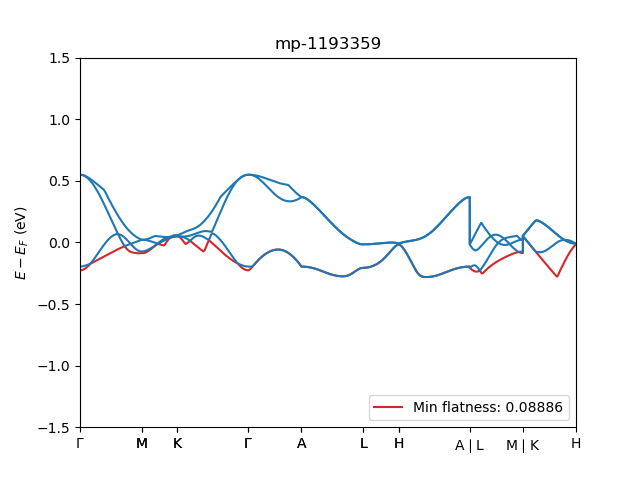 mp-1193359
E − E_F (eV)
1.5
1.0
0.5
0.0
−0.5
−1.0
−1.5
Min flatness: 0.08886
Γ M K Γ A L H A | L M | K H